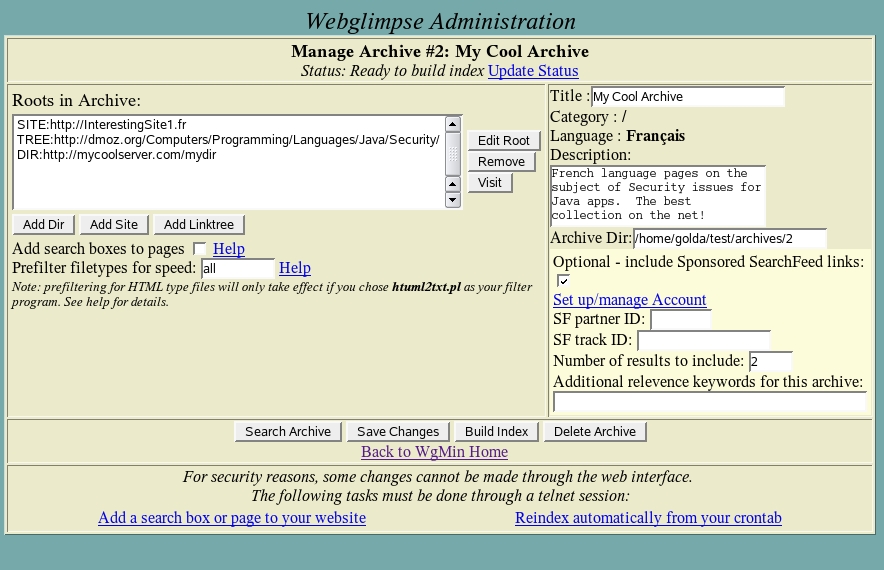 Webglimpse Administration
Manage Archive #2: My Cool Archive
Status: Ready to build index Update Status
Roots in Archive:
SITE:http://InterestingSite1.fr
TREE:http://dmoz.org/Computers/Programming/Languages/Java/Security/
DIR:http://mycoolserver.com/mydir
Edit Root
Remove
Visit
Add Dir Add Site Add Linktree
Add search boxes to pages Help
Prefilter filetypes for speed: all Help
Note: prefiltering for HTML type files will only take effect if you chose htuml2txt.pl as your filter
program. See help for details.
Title : My Cool Archive
Category : /
Language : Français
Description:
French language pages on the
subject of Security issues for
Java apps.  The best
collection on the net!
Archive Dir: /home/golda/test/archives/2
Optional - include Sponsored SearchFeed links:
Set up/manage Account
SF partner ID:
SF track ID:
Number of results to include: 2
Additional relevence keywords for this archive:
Search Archive Save Changes Build Index Delete Archive
Back to WgMin Home
For security reasons, some changes cannot be made through the web interface.
The following tasks must be done through a telnet session:
Add a search box or page to your website Reindex automatically from your crontab